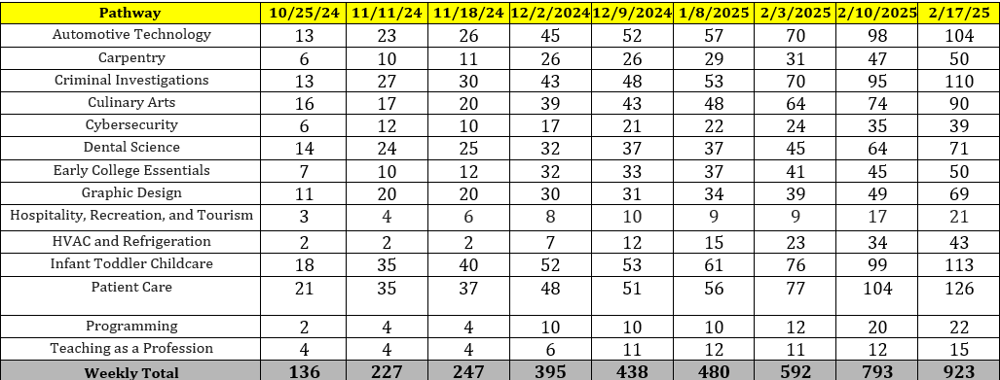 Pathway 10/25/24 11/11/24 11/18/24 12/2/2024 12/9/2024 1/8/2025 2/3/2025 2/10/2025 2/17/25
Automotive Technology 13 23 26 45 52 57 70 98 104
Carpentry 6 10 11 26 26 29 31 47 50
Criminal Investigations 13 27 30 43 48 53 70 95 110
Culinary Arts 16 17 20 39 43 48 64 74 90
Cybersecurity 6 12 10 17 21 22 24 35 39
Dental Science 14 24 25 32 37 37 45 64 71
Early College Essentials 7 10 12 32 33 37 41 45 50
Graphic Design 11 20 20 30 31 34 39 49 69
Hospitality, Recreation, and Tourism 3 4 6 8 10 9 9 17 21
HVAC and Refrigeration 2 2 2 7 12 15 23 34 43
Infant Toddler Childcare 18 35 40 52 53 61 76 99 113
Patient Care 21 35 37 48 51 56 77 104 126
Programming 2 4 4 10 10 10 12 20 22
Teaching as a Profession 4 4 4 6 11 12 11 12 15
Weekly Total 136 227 247 395 438 480 592 793 923